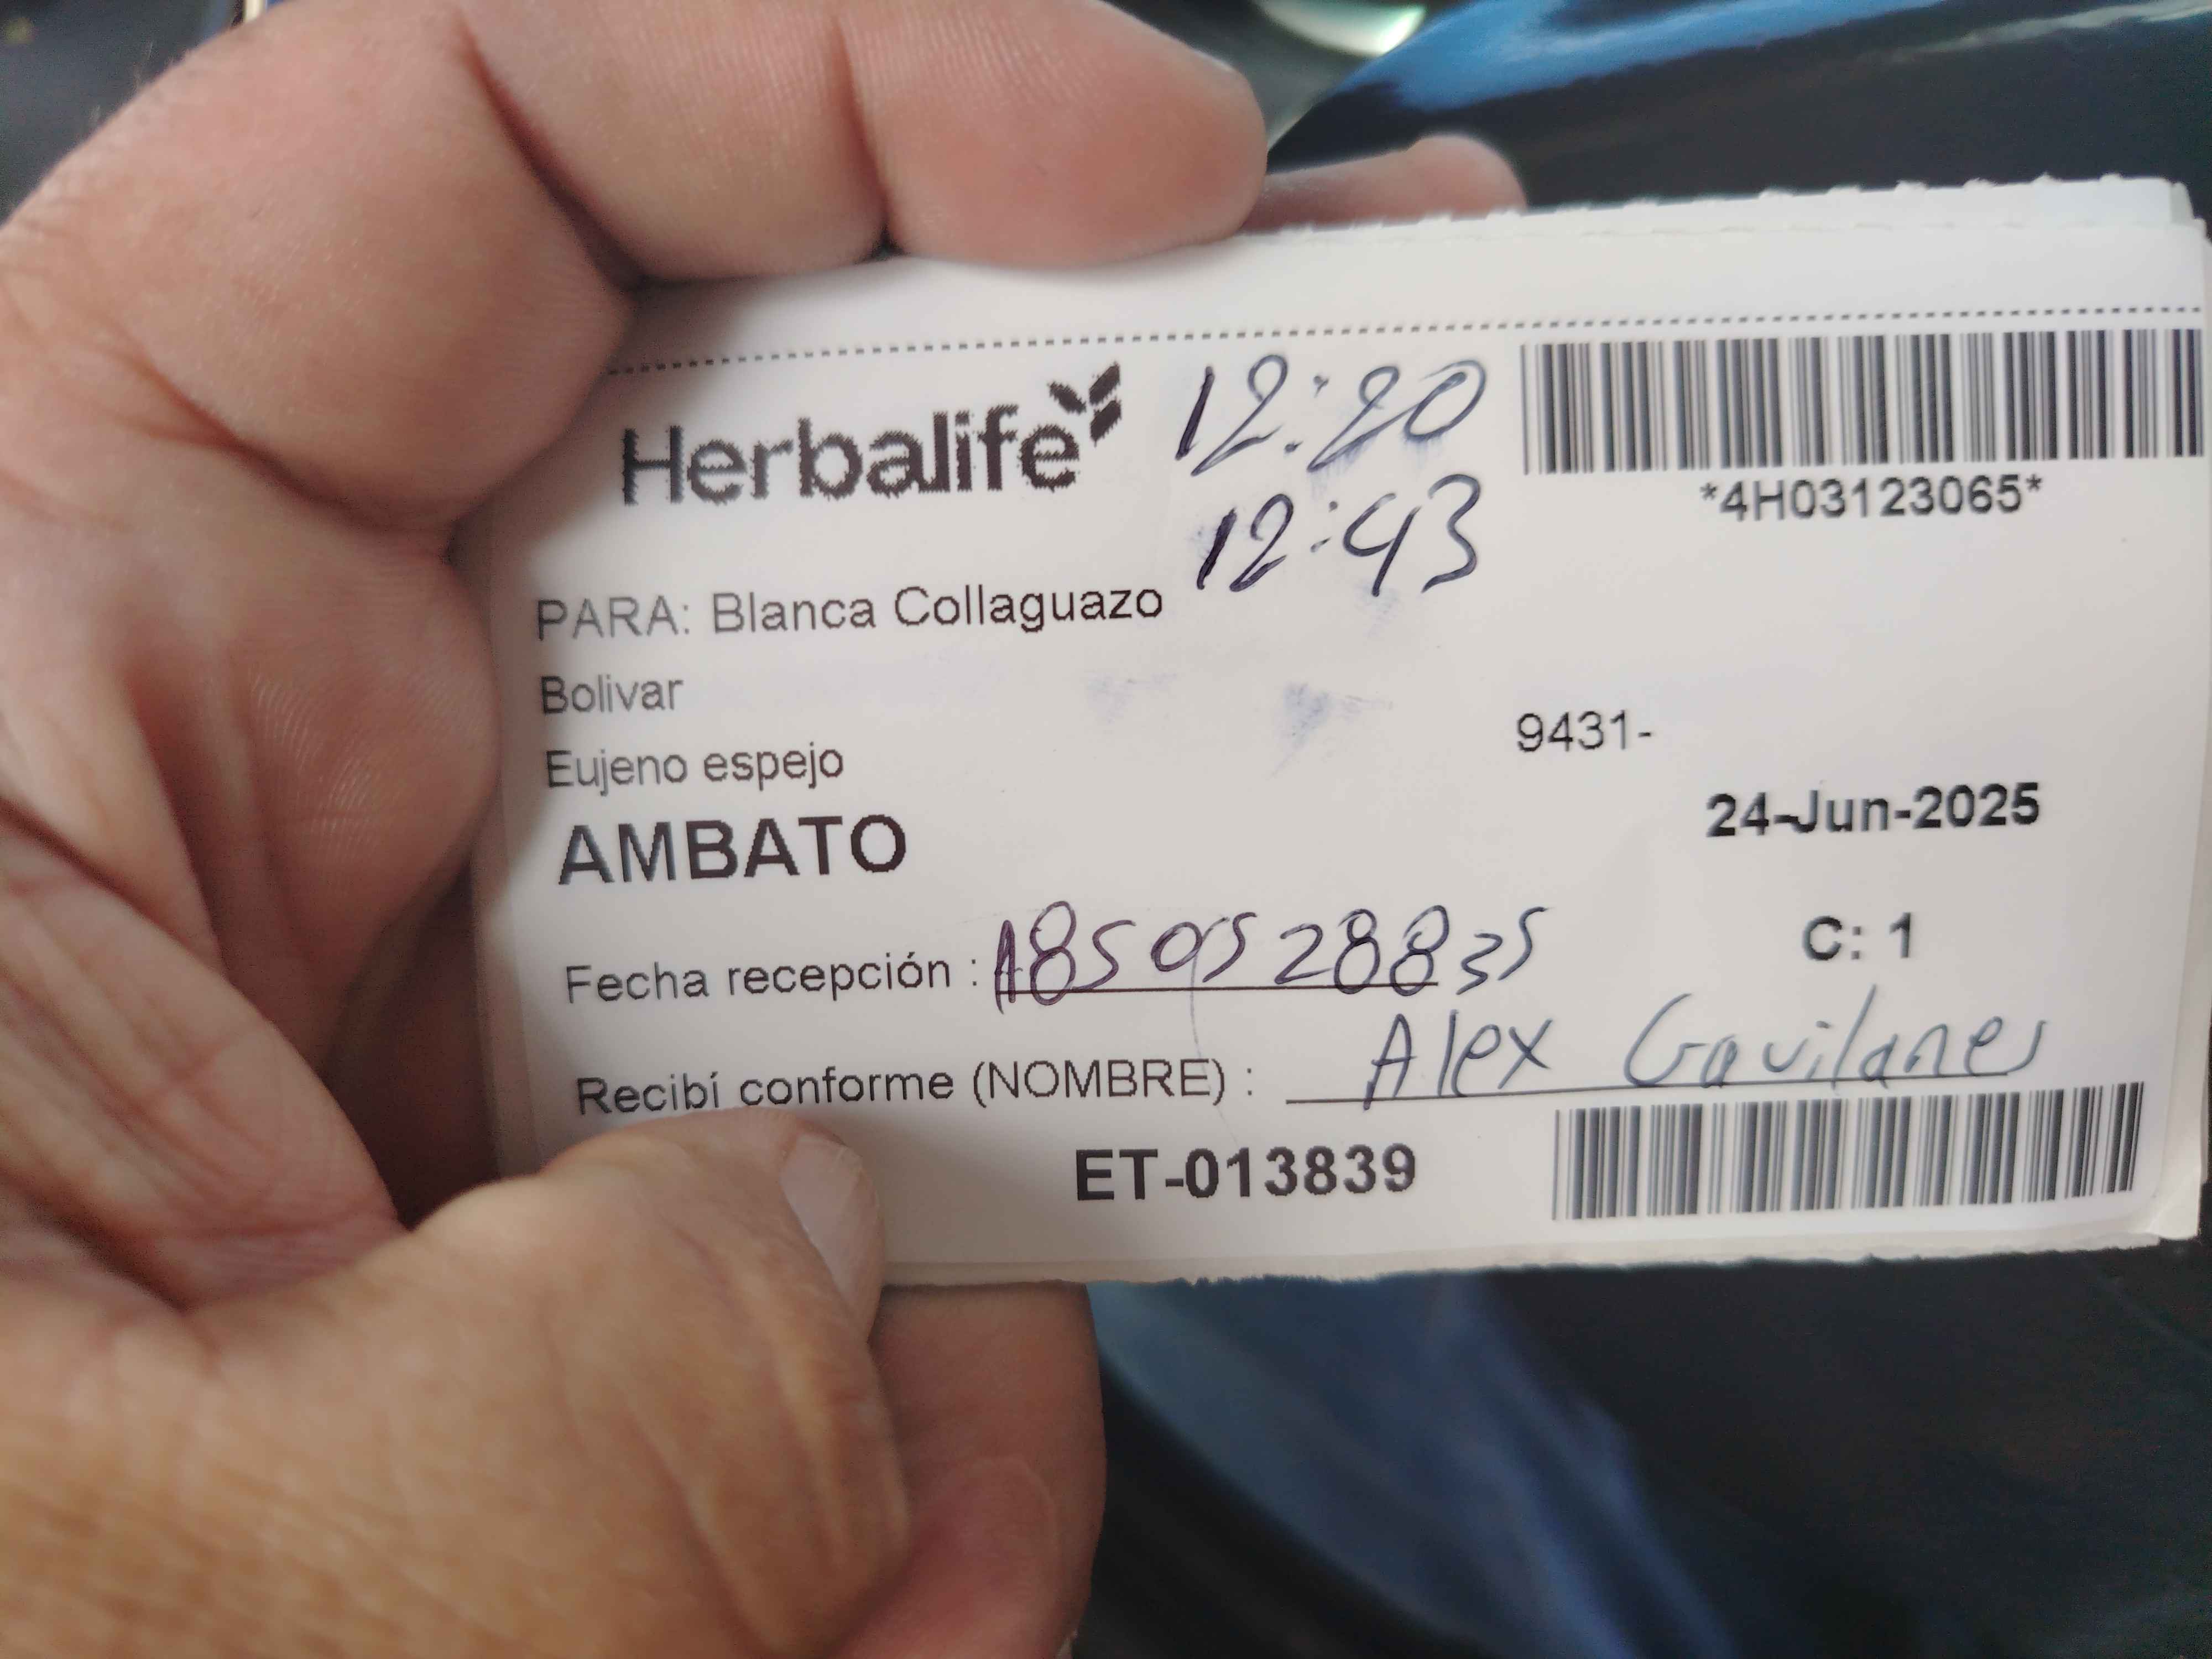 Herbalife
12:20
12:43
*4H03123065*
PARA: Blanca Collaguazo
Bolivar
Eujeno espejo
9431-
AMBATO
24-Jun-2025
C: 1
Fecha recepción : 1850528835
Recibí conforme (NOMBRE) : Alex Gavilanes
ET-013839